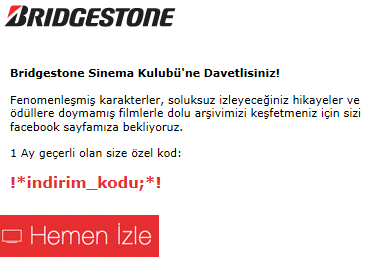 BRIDGESTONE
Bridgestone Sinema Kulubü'ne Davetlisiniz!
Fenomenleşmiş karakterler, soluksuz izleyeceğiniz hikayeler ve
ödüllere doymamış filmlerle dolu arşivimizi keşfetmeniz için sizi
facebook sayfamıza bekliyoruz.
1 Ay geçerli olan size özel kod:
!*indirim_kodu;*!
Hemen İzle